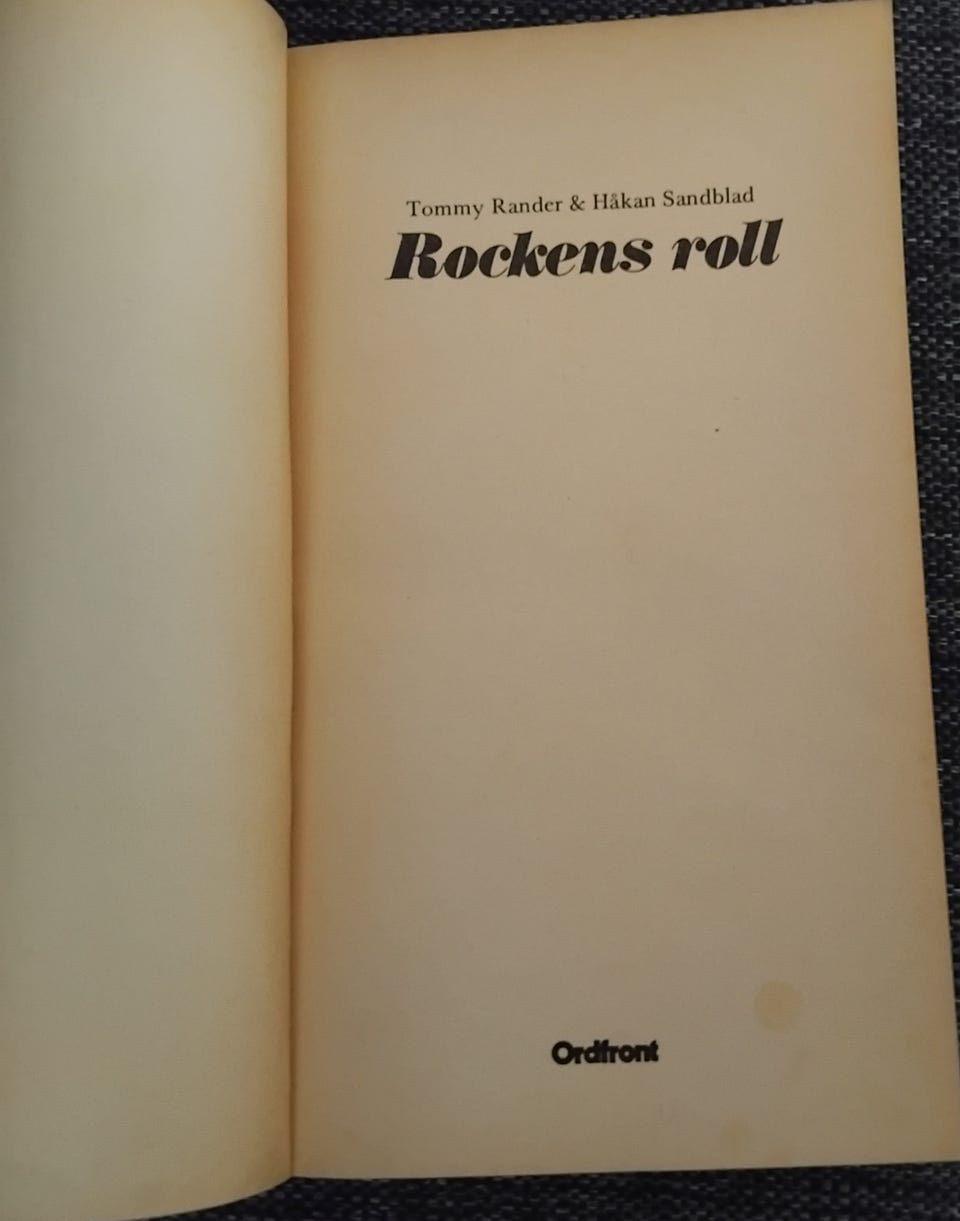 Tommy Rander & Håkan Sandblad
Rockens roll
Ordfront